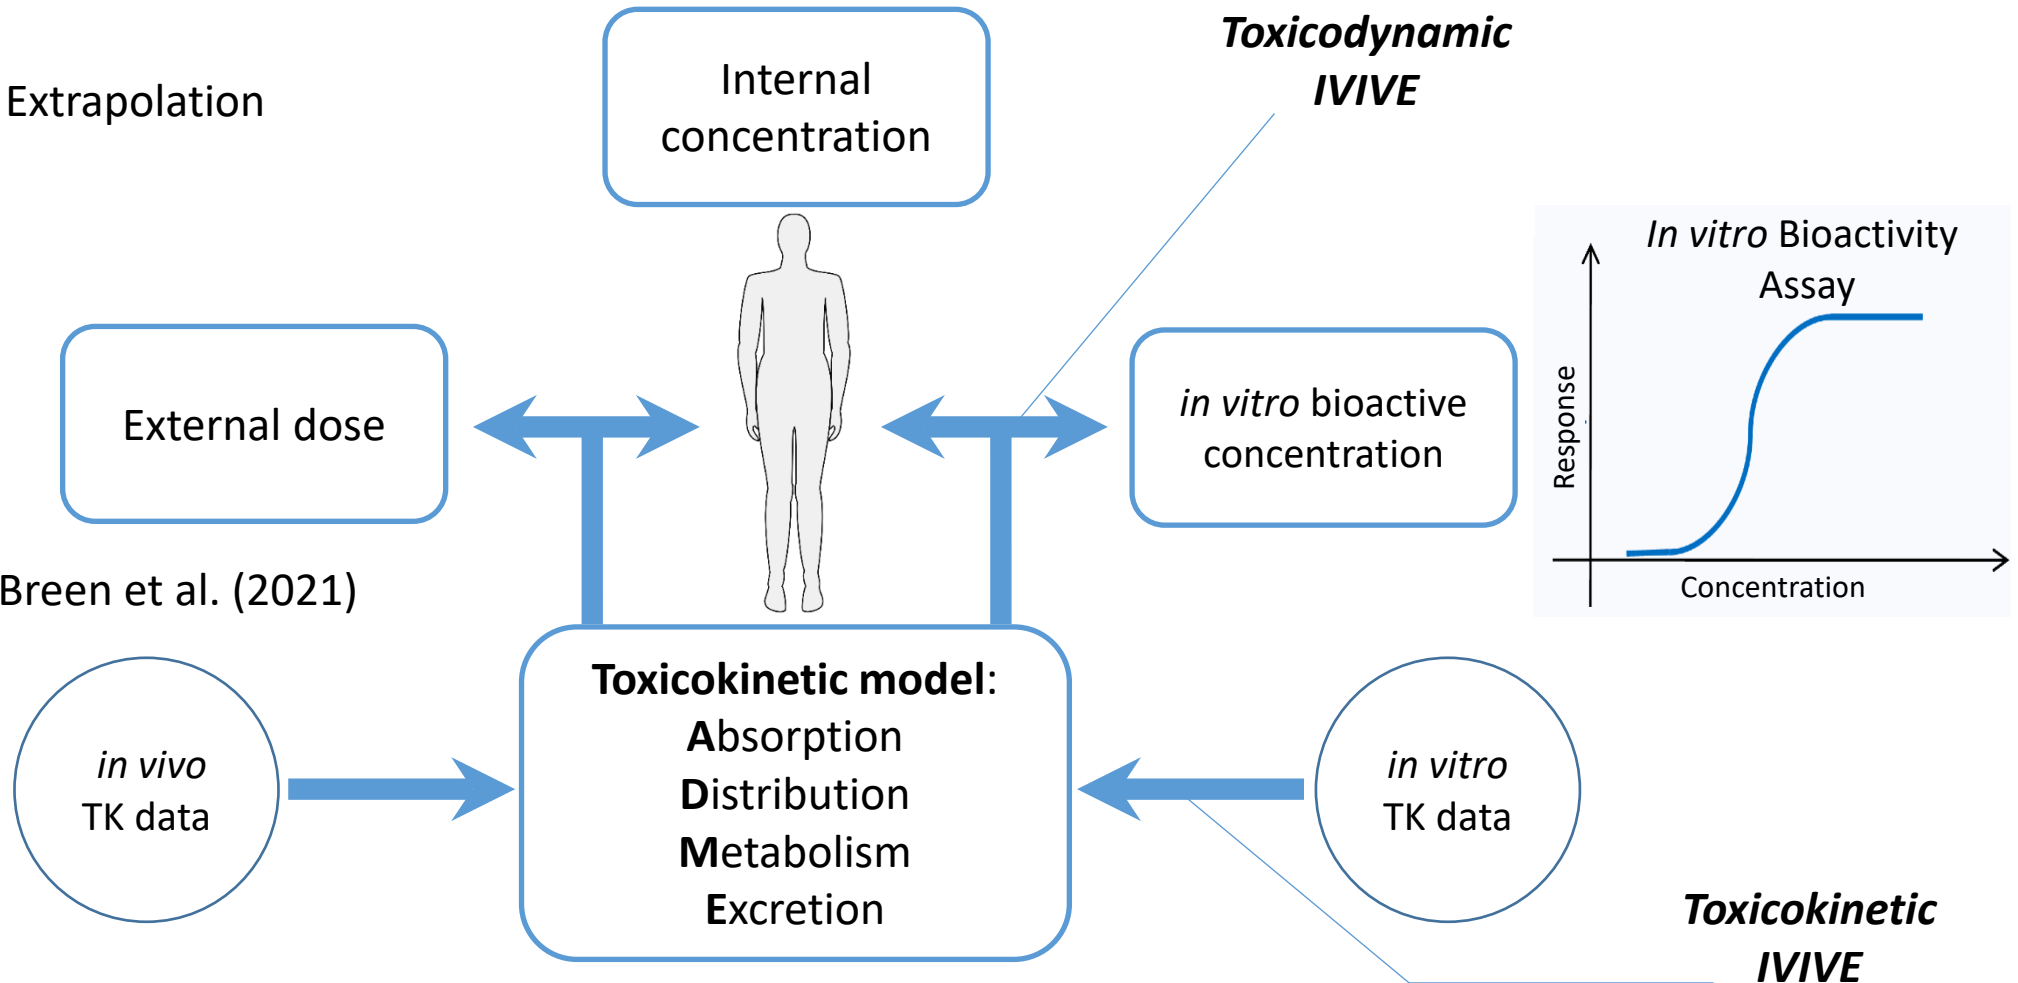 Toxicodynamic
IVIVE
Extrapolation
Internal
concentration
In vitro Bioactivity
Assay
Response
Concentration
External dose
in vitro bioactive
concentration
Breen et al. (2021)
Toxicokinetic model:
Absorption
Distribution
Metabolism
Excretion
in vivo
TK data
in vitro
TK data
Toxicokinetic
IVIVE